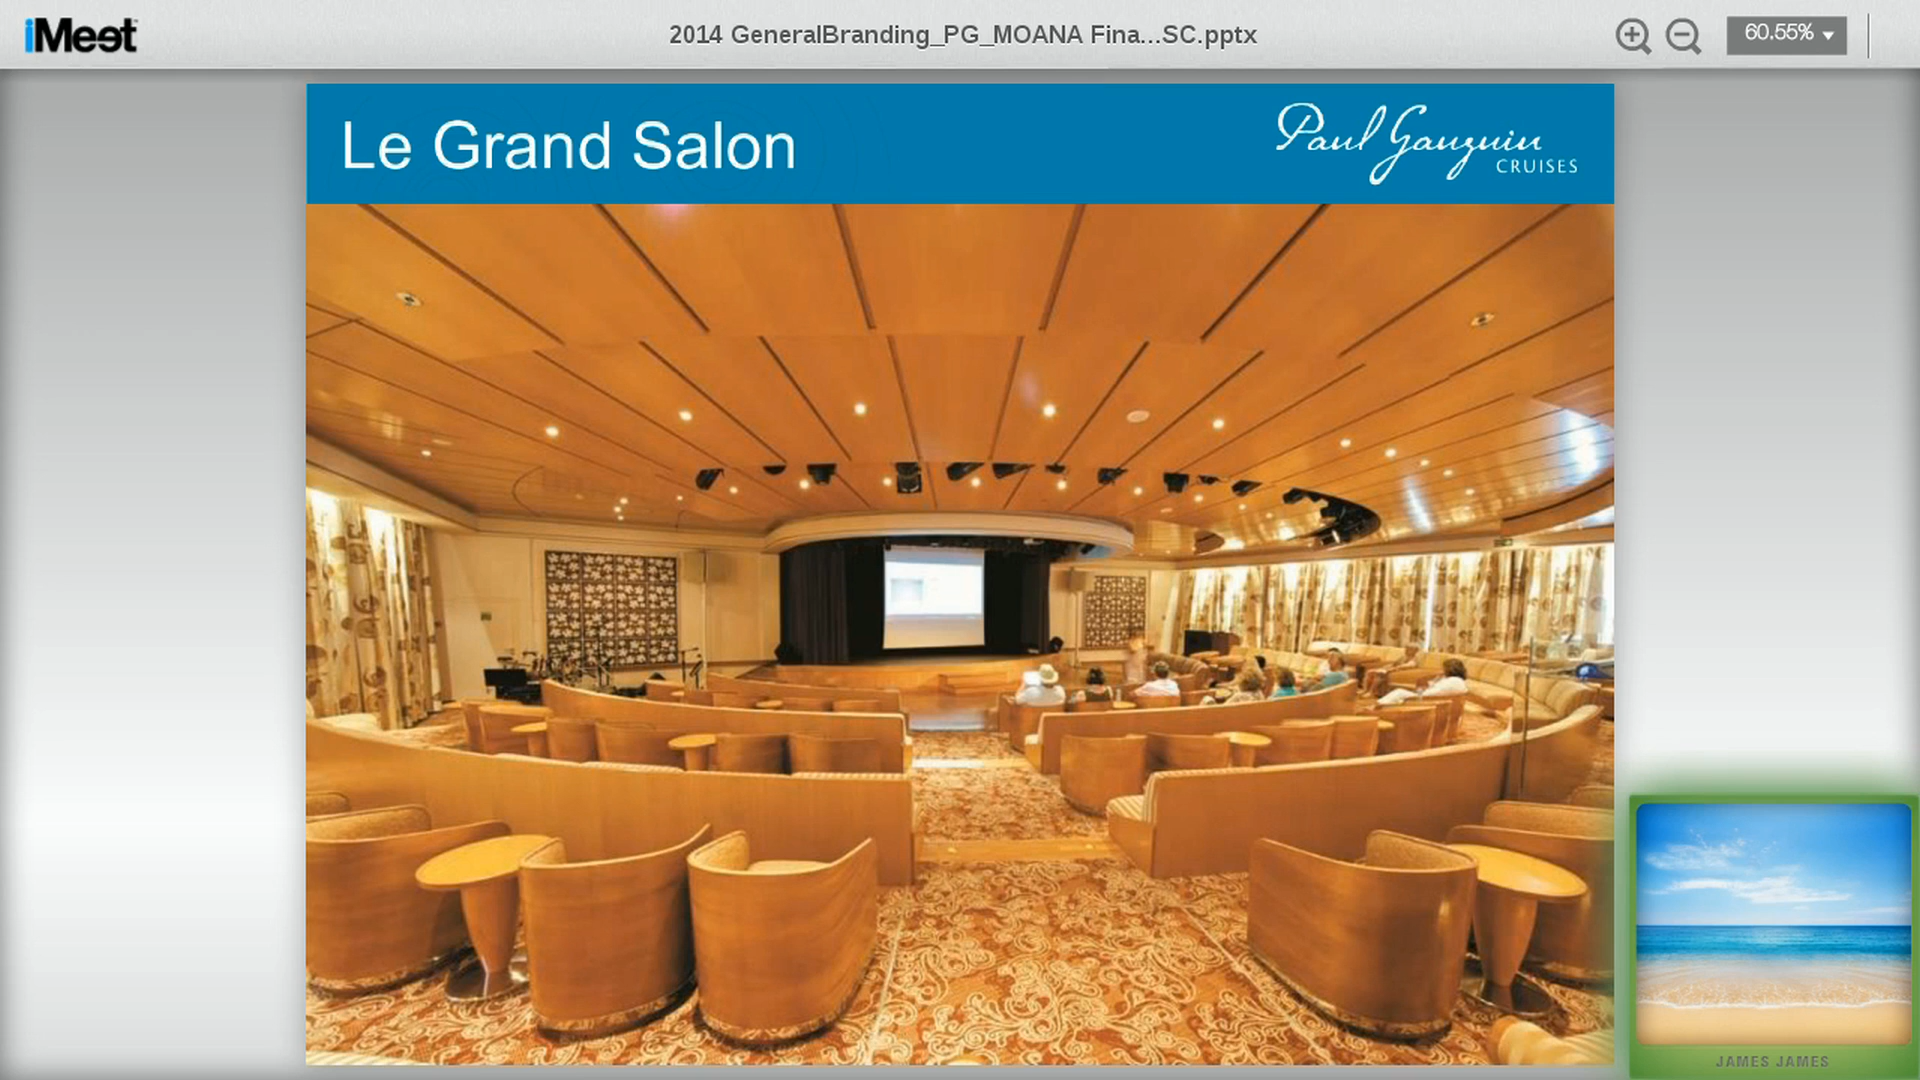 iMeet
2014 GeneralBranding_PG_MOANA Fina...SC.pptx
60.55%
Le Grand Salon
Paul Gauguin
CRUISES
JAMES JAMES